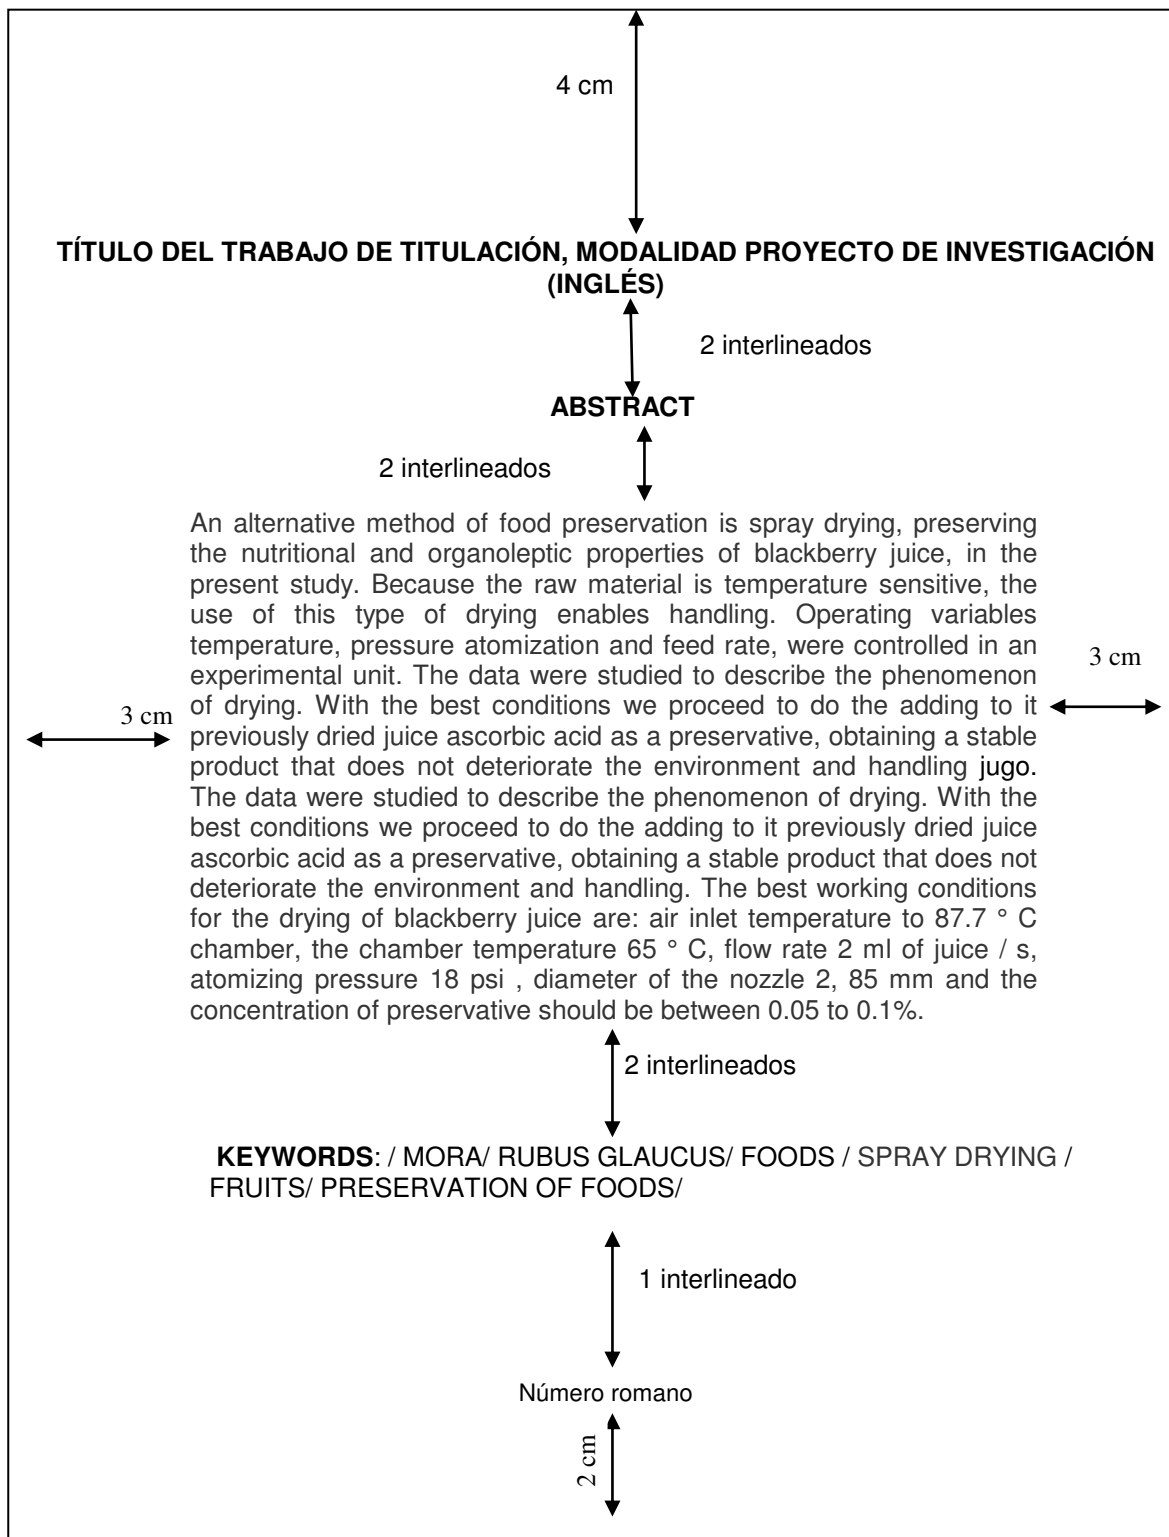 4 cm
TÍTULO DEL TRABAJO DE TITULACIÓN, MODALIDAD PROYECTO DE INVESTIGACIÓN
(INGLÉS)
2 interlineados
ABSTRACT
2 interlineados
An alternative method of food preservation is spray drying, preserving
the nutritional and organoleptic properties of blackberry juice, in the
present study. Because the raw material is temperature sensitive, the
use of this type of drying enables handling. Operating variables
temperature, pressure atomization and feed rate, were controlled in an
experimental unit. The data were studied to describe the phenomenon
of drying. With the best conditions we proceed to do the adding to it
previously dried juice ascorbic acid as a preservative, obtaining a stable
product that does not deteriorate the environment and handling jugo.
The data were studied to describe the phenomenon of drying. With the
best conditions we proceed to do the adding to it previously dried juice
ascorbic acid as a preservative, obtaining a stable product that does not
deteriorate the environment and handling. The best working conditions
for the drying of blackberry juice are: air inlet temperature to 87.7 ° C
chamber, the chamber temperature 65 ° C, flow rate 2 ml of juice / s,
atomizing pressure 18 psi , diameter of the nozzle 2, 85 mm and the
concentration of preservative should be between 0.05 to 0.1%.
3 cm
3 cm
2 interlineados
KEYWORDS: / MORA/ RUBUS GLAUCUS/ FOODS / SPRAY DRYING /
FRUITS/ PRESERVATION OF FOODS/
1 interlineado
Número romano
2 cm